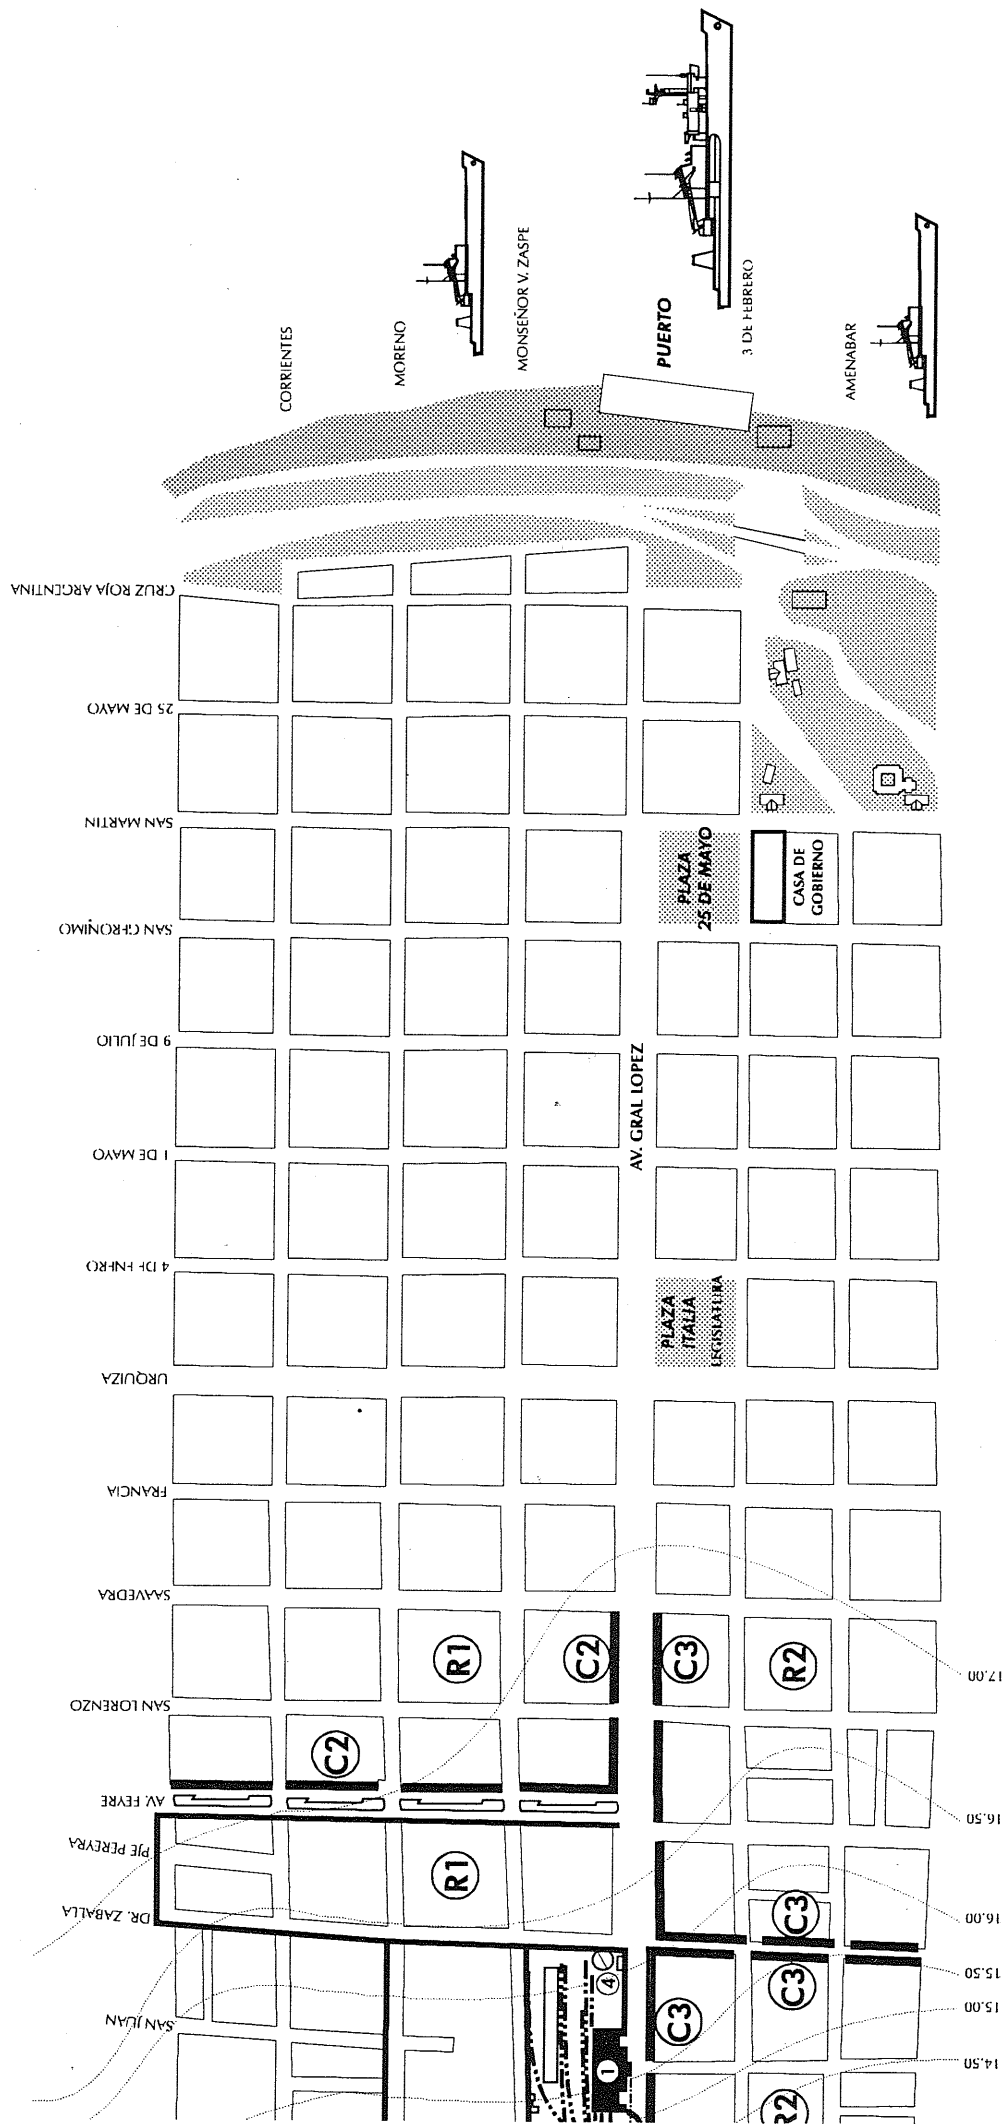 CORRIENTES
MORENO
MONSEÑOR V. ZASPE
PUERTO
3 DE FEBRERO
AMENABAR
CRUZ ROJA ARGENTINA
25 DE MAYO
SAN MARTIN
SAN GERÓNIMO
9 DE JULIO
1 DE MAYO
4 DE ENERO
URQUIZA
FRANCIA
SAAVEDRA
SAN LORENZO
AV. FEYRE
PJE PEREYRA
DR. ZABALLA
SAN JUAN
PLAZA
25 DE MAYO
CASA DE
GOBIERNO
AV. GRAL LOPEZ
PLAZA
ITALIA
LEGISLATURA
R1
C2
C3
R2
C2
R1
C3
C3
C3
R2
4
1
17.00
16.50
16.00
15.50
15.00
14.50